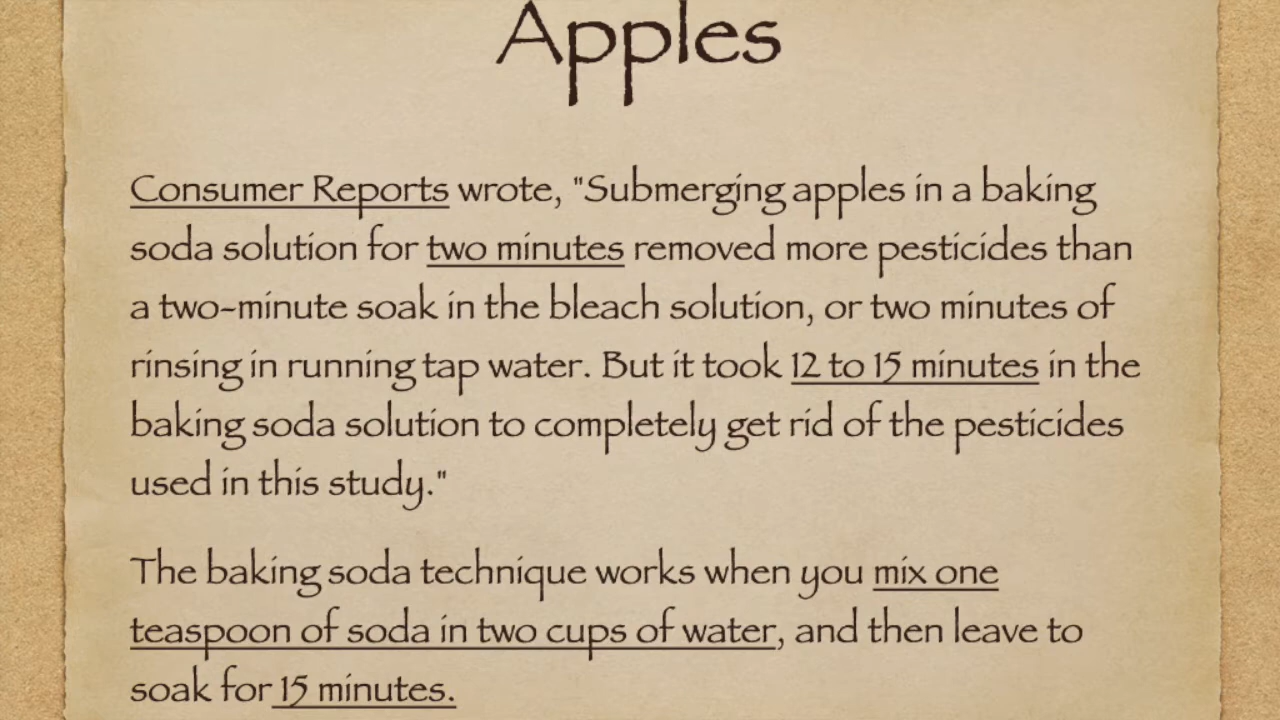 Apples
Consumer Reports wrote, "Submerging apples in a baking
soda solution for two minutes removed more pesticides than
a two-minute soak in the bleach solution, or two minutes of
rinsing in running tap water. But it took 12 to 15 minutes in the
baking soda solution to completely get rid of the pesticides
used in this study."
The baking soda technique works when you mix one
teaspoon of soda in two cups of water, and then leave to
soak for 15 minutes.